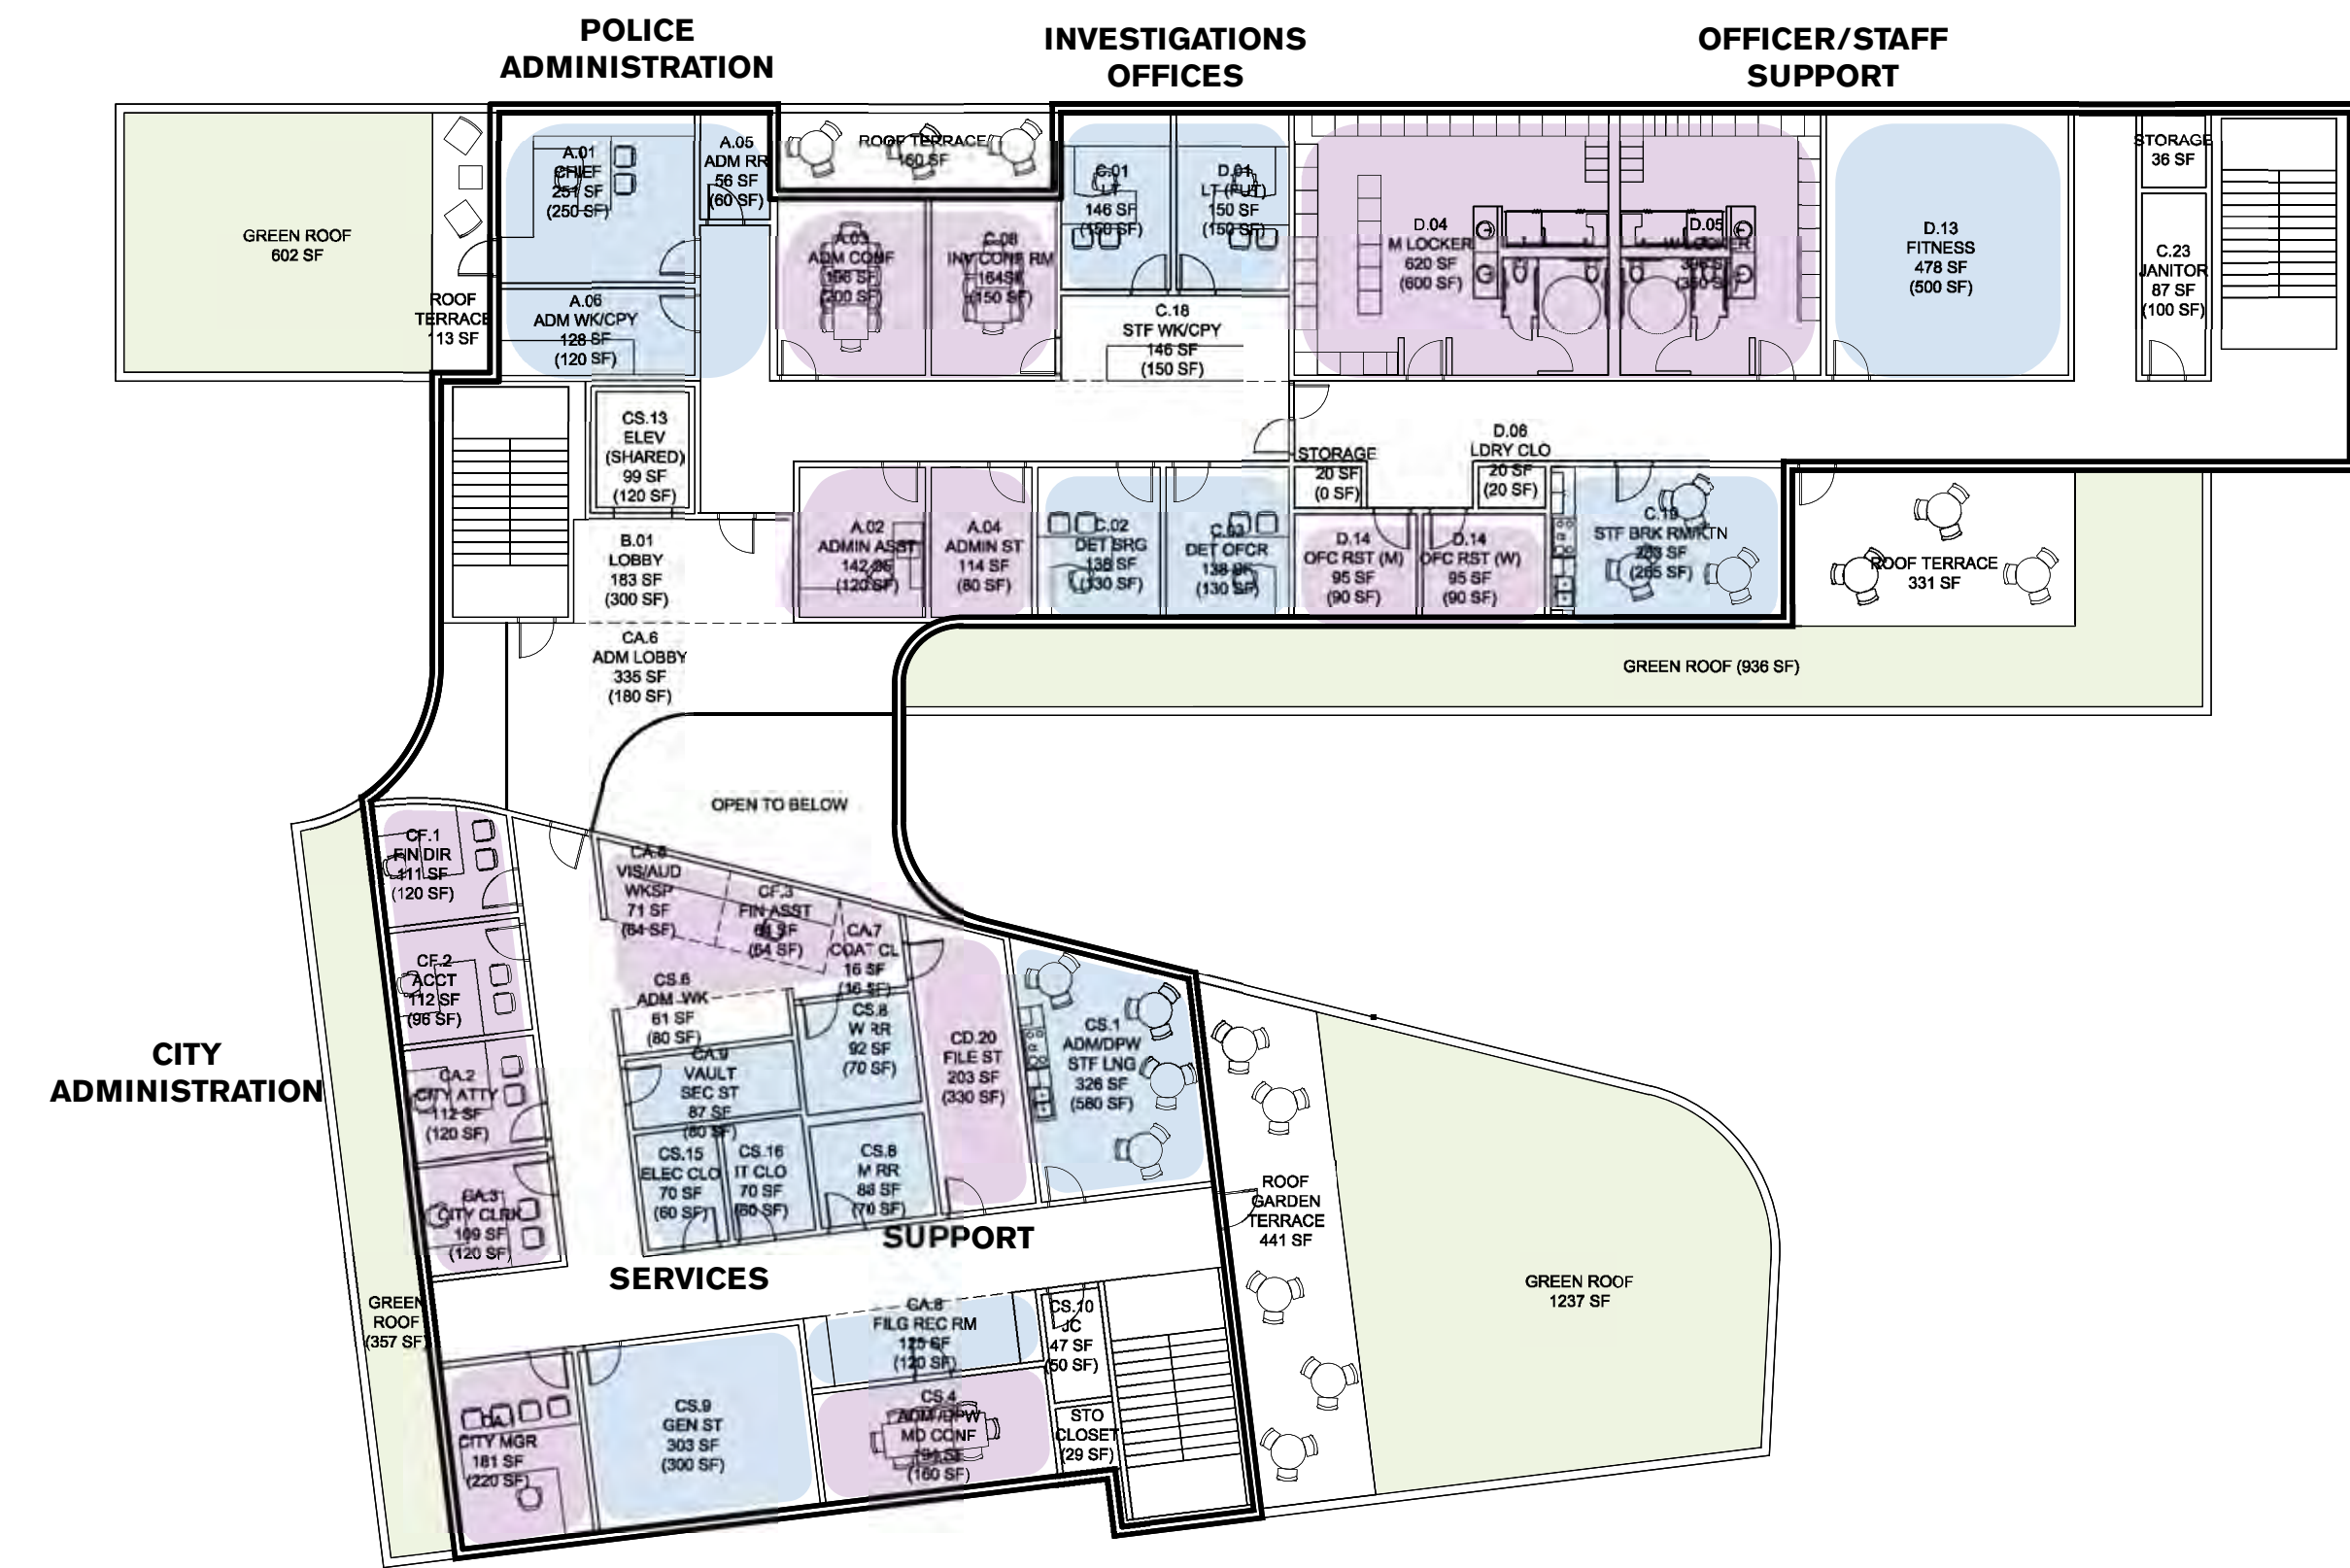 POLICE
ADMINISTRATION
INVESTIGATIONS
OFFICES
OFFICER/STAFF
SUPPORT
GREEN ROOF
602 SF
ROOF
TERRACE
113 SF
A.01
CHIEF
251 SF
(250 SF)
A.05
ADM RR
56 SF
(60 SF)
A.06
ADM WK/CPY
128 SF
(120 SF)
ROOF TERRACE
160 SF
A.03
ADM CONF
196 SF
(200 SF)
C.08
INV CONF RM
164SF
(150 SF)
C.01
LT
146 SF
(150 SF)
D.01
LT (FUT)
150 SF
(150 SF)
C.18
STF WK/CPY
146 SF
(150 SF)
D.04
M LOCKER
620 SF
(600 SF)
D.05
W LOCKER
(350 SF)
D.13
FITNESS
478 SF
(500 SF)
STORAGE
36 SF
C.23
JANITOR
87 SF
(100 SF)
CS.13
ELEV
(SHARED)
99 SF
(120 SF)
B.01
LOBBY
183 SF
(300 SF)
CA.6
ADM LOBBY
335 SF
(180 SF)
A.02
ADMIN ASST
142 SF
(120 SF)
A.04
ADMIN ST
114 SF
(80 SF)
C.02
DET SRG
138 SF
(130 SF)
C.03
DET OFCR
138 SF
(130 SF)
STORAGE
20 SF
(0 SF)
D.06
LDRY CLO
20 SF
(20 SF)
D.14
OFC RST (M)
95 SF
(90 SF)
D.14
OFC RST (W)
95 SF
(90 SF)
C.19
STF BRK RM/KTN
SF
(265 SF)
ROOF TERRACE
331 SF
GREEN ROOF (936 SF)
OPEN TO BELOW
CF.1
FIN DIR
111 SF
(120 SF)
CF.2
ACCT
112 SF
(96 SF)
CA.2
CITY ATTY
112 SF
(120 SF)
CA.3
CITY CLRK
109 SF
(120 SF)
VIS/AUD
WKSP
71 SF
(64 SF)
CF.3
FIN ASST
SF
(64 SF)
CA.7
COAT CL
16 SF
(16 SF)
CS.6
ADM WK
61 SF
(80 SF)
CS.8
W RR
92 SF
(70 SF)
CA.9
VAULT
SEC ST
87 SF
(80 SF)
CS.15
ELEC CLO
70 SF
(60 SF)
CS.16
IT CLO
70 SF
(60 SF)
CS.8
M RR
88 SF
(70 SF)
CD.20
FILE ST
203 SF
(330 SF)
CS.1
ADM/DPW
STF LNG
326 SF
(580 SF)
CITY
ADMINISTRATION
SUPPORT
SERVICES
ROOF
GARDEN
TERRACE
441 SF
GREEN ROOF
1237 SF
GREEN
ROOF
(357 SF)
CITY MGR
181 SF
(220 SF)
CS.9
GEN ST
303 SF
(300 SF)
CA.8
FILG REC RM
125 SF
(120 SF)
CS.4
ADM /DPW
MD CONF
(160 SF)
CS.10
JC
47 SF
(50 SF)
STO
CLOSET
(29 SF)